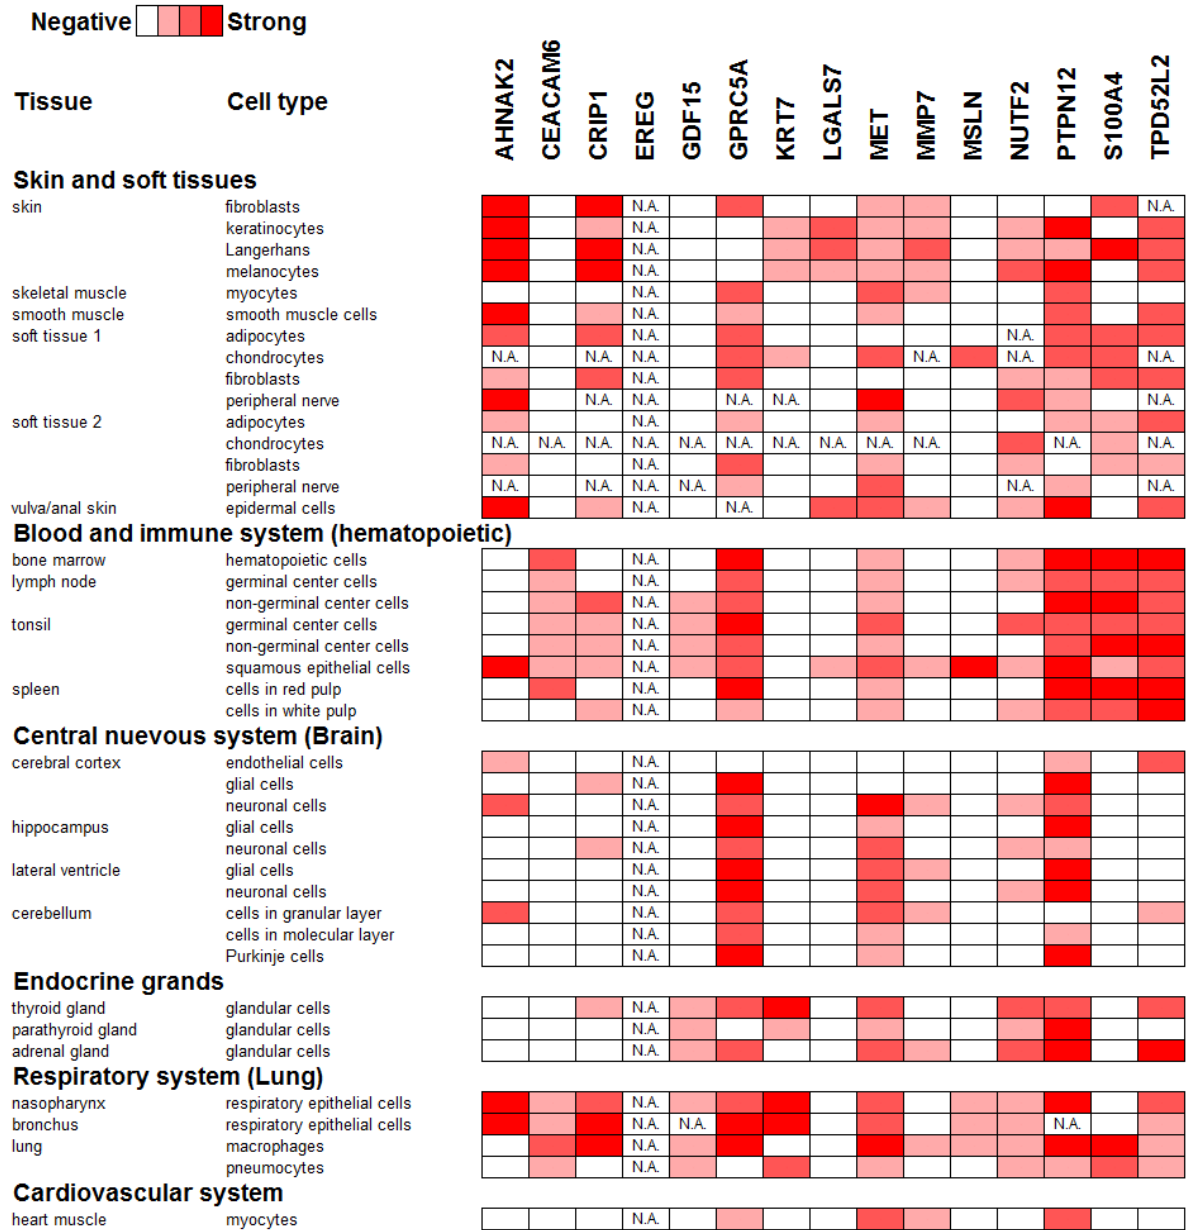 Negative Strong
Tissue Cell type AHNAK2 CEACAM6 CRIP1 EREG GDF15 GPRC5A KRT7 LGALS7 MET MMP7 MSLN NUTF2 PTPN12 S100A4 TPD52L2
Skin and soft tissues
skin fibroblasts N.A. N.A.
keratinocytes N.A.
Langerhans N.A.
melanocytes N.A.
skeletal muscle myocytes N.A.
smooth muscle smooth muscle cells N.A.
soft tissue 1 adipocytes N.A. N.A.
chondrocytes N.A. N.A. N.A. N.A. N.A. N.A.
fibroblasts N.A.
peripheral nerve N.A. N.A. N.A. N.A. N.A.
soft tissue 2 adipocytes N.A.
chondrocytes N.A. N.A. N.A. N.A. N.A. N.A. N.A. N.A. N.A. N.A. N.A. N.A.
fibroblasts N.A.
peripheral nerve N.A. N.A. N.A. N.A. N.A. N.A.
vulva/anal skin epidermal cells N.A. N.A.
Blood and immune system (hematopoietic)
bone marrow hematopoietic cells N.A.
lymph node germinal center cells N.A.
non-germinal center cells N.A.
tonsil germinal center cells N.A.
non-germinal center cells N.A.
squamous epithelial cells N.A.
spleen cells in red pulp N.A.
cells in white pulp N.A.
Central nuevous system (Brain)
cerebral cortex endothelial cells N.A.
glial cells N.A.
neuronal cells N.A.
hippocampus glial cells N.A.
neuronal cells N.A.
lateral ventricle glial cells N.A.
neuronal cells N.A.
cerebellum cells in granular layer N.A.
cells in molecular layer N.A.
Purkinje cells N.A.
Endocrine grands
thyroid gland glandular cells N.A.
parathyroid gland glandular cells N.A.
adrenal gland glandular cells N.A.
Respiratory system (Lung)
nasopharynx respiratory epithelial cells N.A.
bronchus respiratory epithelial cells N.A. N.A. N.A.
lung macrophages N.A.
pneumocytes N.A.
Cardiovascular system
heart muscle myocytes N.A.